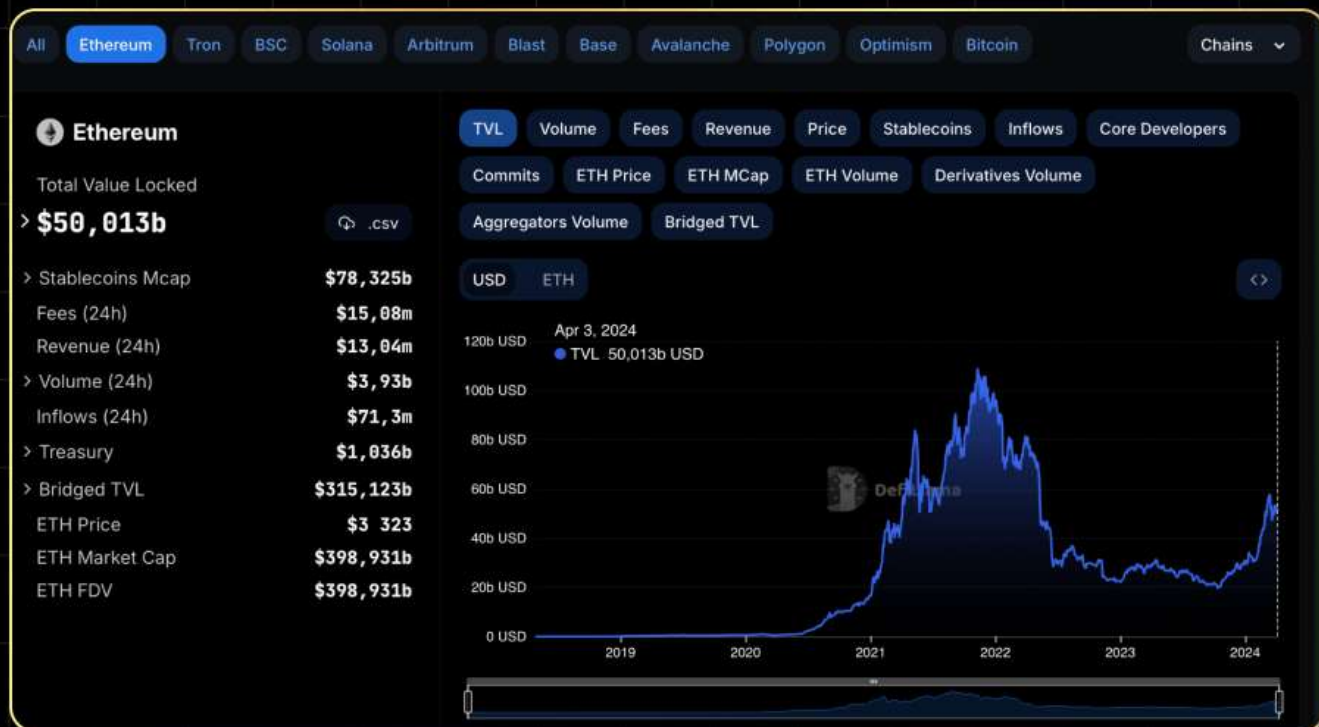 All Ethereum Tron BSC Solana Arbitrum Blast Base Avalanche Polygon Optimism Bitcoin Chains
Ethereum
Total Value Locked
$50,013b .csv
Stablecoins Mcap $78,325b
Fees (24h) $15,08m
Revenue (24h) $13,04m
Volume (24h) $3,93b
Inflows (24h) $71,3m
Treasury $1,036b
Bridged TVL $315,123b
ETH Price $3 323
ETH Market Cap $398,931b
ETH FDV $398,931b
TVL Volume Fees Revenue Price Stablecoins Inflows Core Developers
Commits ETH Price ETH MCap ETH Volume Derivatives Volume
Aggregators Volume Bridged TVL
USD ETH
Apr 3, 2024
TVL 50,013b USD
120b USD
100b USD
80b USD
60b USD
40b USD
20b USD
0 USD
DefiLlama
2019 2020 2021 2022 2023 2024